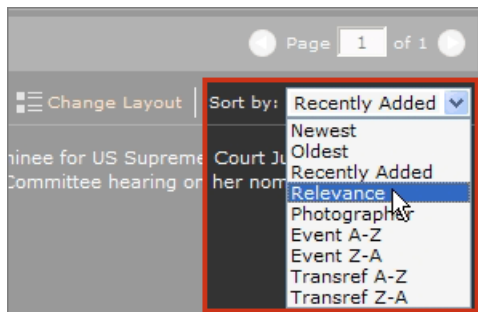 Page 1 of 1
Change Layout Sort by: Recently Added
Newest
Oldest
Recently Added
Relevance
Photographer
Event A-Z
Event Z-A
Transref A-Z
Transref Z-A
inee for US Supreme Court Ju
Committee hearing on her nom